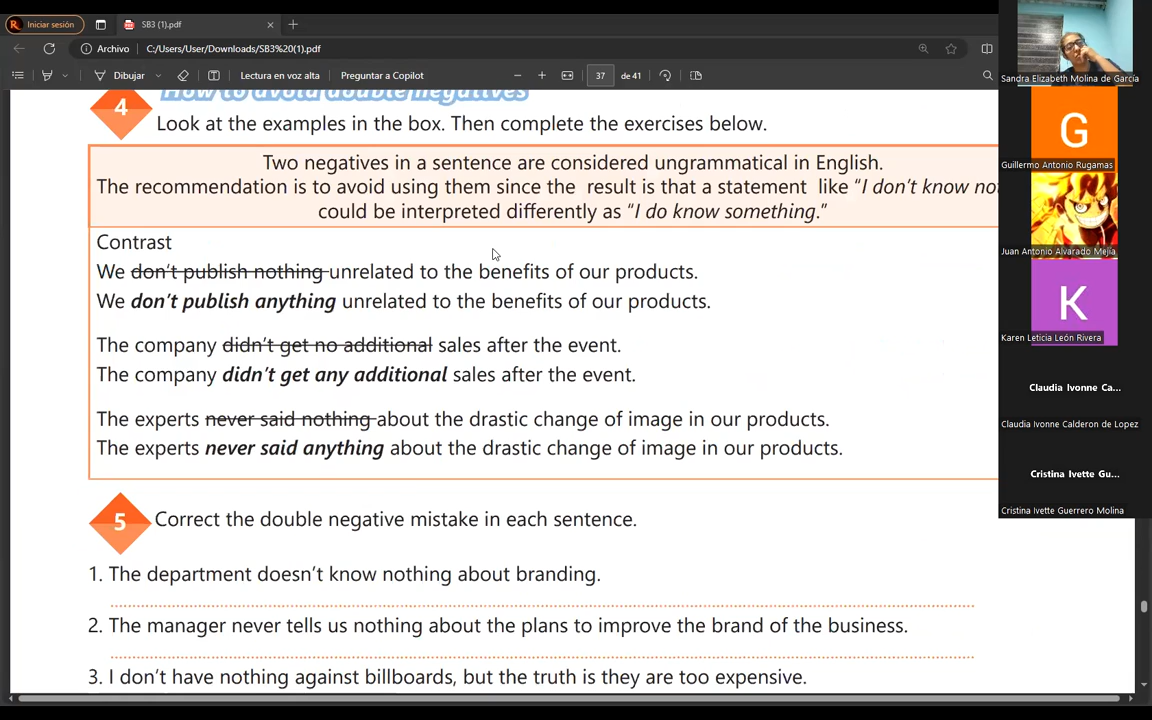 Iniciar sesión
SB3 (1).pdf
Archivo
C:/Users/User/Downloads/SB3%20(1).pdf
Dibujar
Lectura en voz alta
Preguntar a Copilot
37
de 41
4
How to avoid double negatives
Look at the examples in the box. Then complete the exercises below.
Two negatives in a sentence are considered ungrammatical in English.
The recommendation is to avoid using them since the result is that a statement like “I don’t know no
could be interpreted differently as “I do know something.”
Contrast
We don’t publish nothing unrelated to the benefits of our products.
We don’t publish anything unrelated to the benefits of our products.
The company didn’t get no additional sales after the event.
The company didn’t get any additional sales after the event.
The experts never said nothing about the drastic change of image in our products.
The experts never said anything about the drastic change of image in our products.
5
Correct the double negative mistake in each sentence.
1. The department doesn’t know nothing about branding.
2. The manager never tells us nothing about the plans to improve the brand of the business.
3. I don’t have nothing against billboards, but the truth is they are too expensive.
Sandra Elizabeth Molina de García
G
Guillermo Antonio Rugamas
Juan Antonio Alvarado Mejía
K
Karen Leticia León Rivera
Claudia Ivonne Ca...
Claudia Ivonne Calderon de Lopez
Cristina Ivette Gu...
Cristina Ivette Guerrero Molina